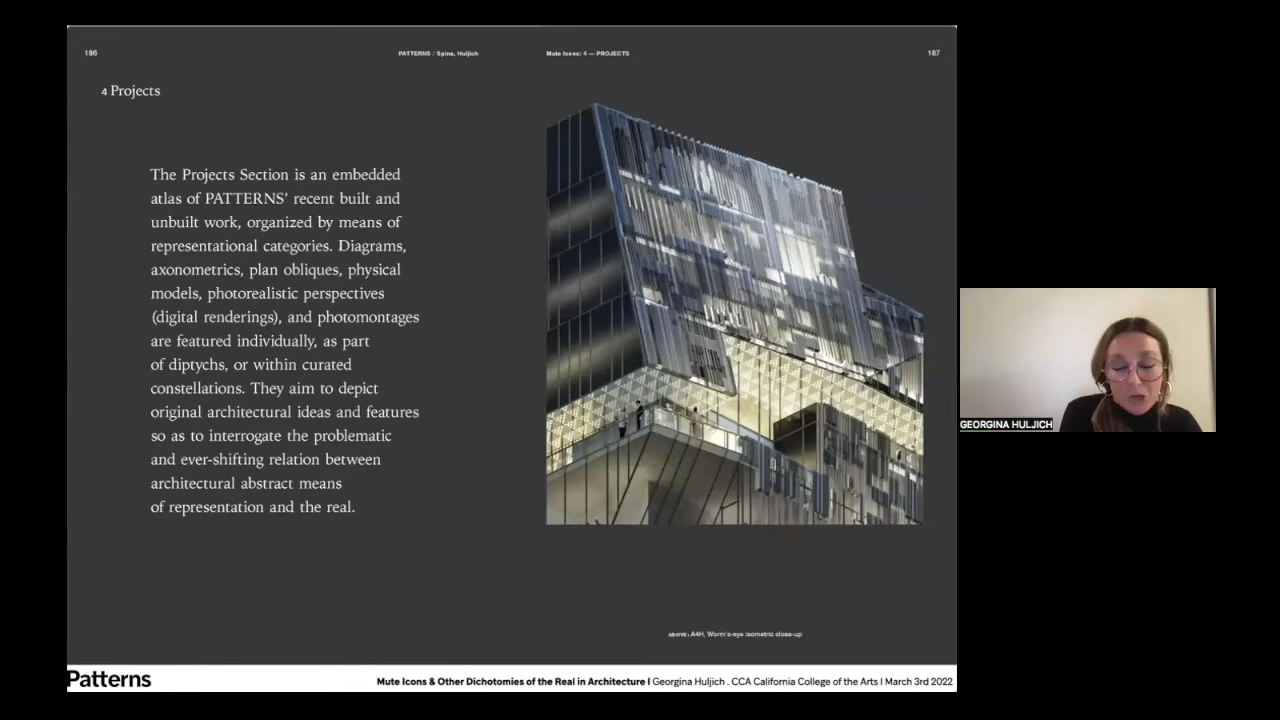 186
PATTERNS / Spina, Huljich
Mute Icons: 4 — PROJECTS
187
4 Projects
The Projects Section is an embedded
atlas of PATTERNS’ recent built and
unbuilt work, organized by means of
representational categories. Diagrams,
axonometrics, plan obliques, physical
models, photorealistic perspectives
(digital renderings), and photomontages
are featured individually, as part
of diptychs, or within curated
constellations. They aim to depict
original architectural ideas and features
so as to interrogate the problematic
and ever-shifting relation between
architectural abstract means
of representation and the real.
ABOVE: A4H, Worm's-eye isometric close-up
GEORGINA HULJICH
Patterns
Mute Icons & Other Dichotomies of the Real in Architecture I Georgina Huljich . CCA California College of the Arts I March 3rd 2022